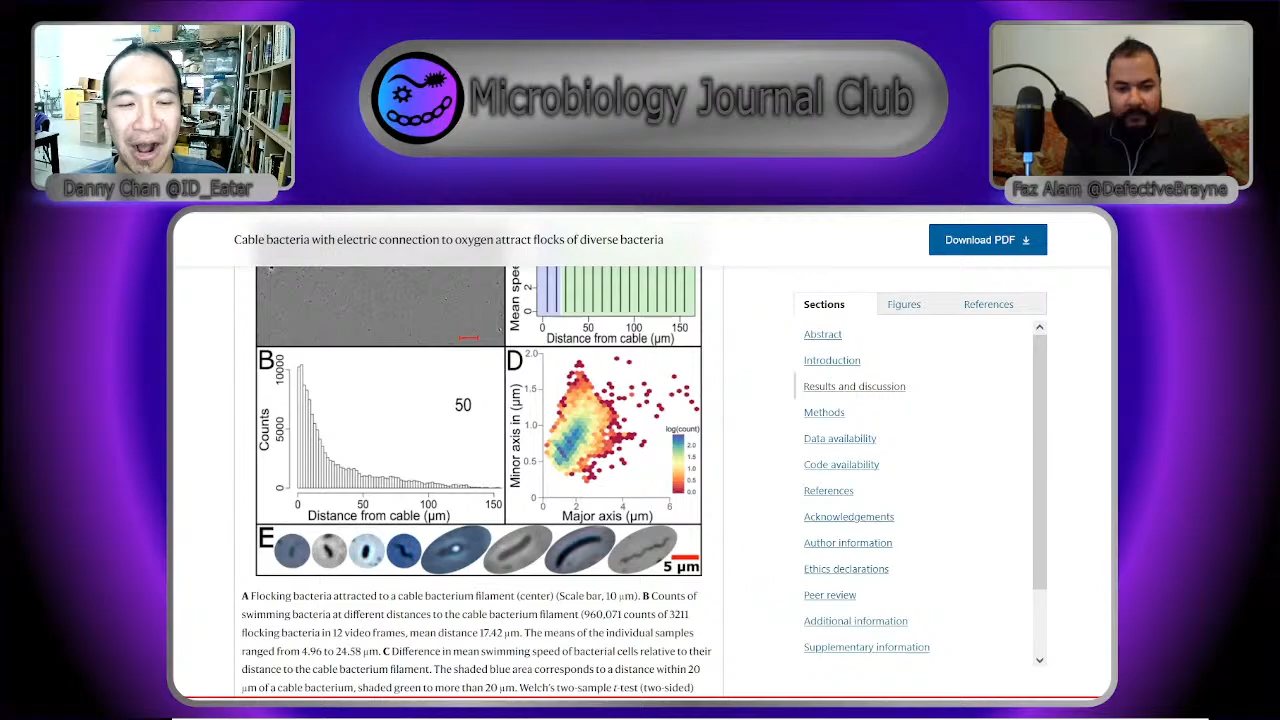 Microbiology Journal Club
Danny Chan @ID_Eater
Faz Alam @DefectiveBrayne
Cable bacteria with electric connection to oxygen attract flocks of diverse bacteria
Download PDF
Mean spe
2
0
0 50 100 150
Distance from cable (µm)
B
Counts
10000
5000
0
50
0 50 100 150
Distance from cable (µm)
D
Minor axis in (µm)
2.0
1.5
1.0
0.5
0
log(count)
2.0
1.5
1.0
0.5
0.0
0 2 4 6
Major axis (µm)
E
5 µm
A Flocking bacteria attracted to a cable bacterium filament (center) (Scale bar, 10 µm). B Counts of
swimming bacteria at different distances to the cable bacterium filament (960,071 counts of 3211
flocking bacteria in 12 video frames, mean distance 17.42 µm. The means of the individual samples
ranged from 4.96 to 24.58 µm. C Difference in mean swimming speed of bacterial cells relative to their
distance to the cable bacterium filament. The shaded blue area corresponds to a distance within 20
µm of a cable bacterium, shaded green to more than 20 µm. Welch's two-sample t-test (two-sided)
Sections
Figures
References
Abstract
Introduction
Results and discussion
Methods
Data availability
Code availability
References
Acknowledgements
Author information
Ethics declarations
Peer review
Additional information
Supplementary information